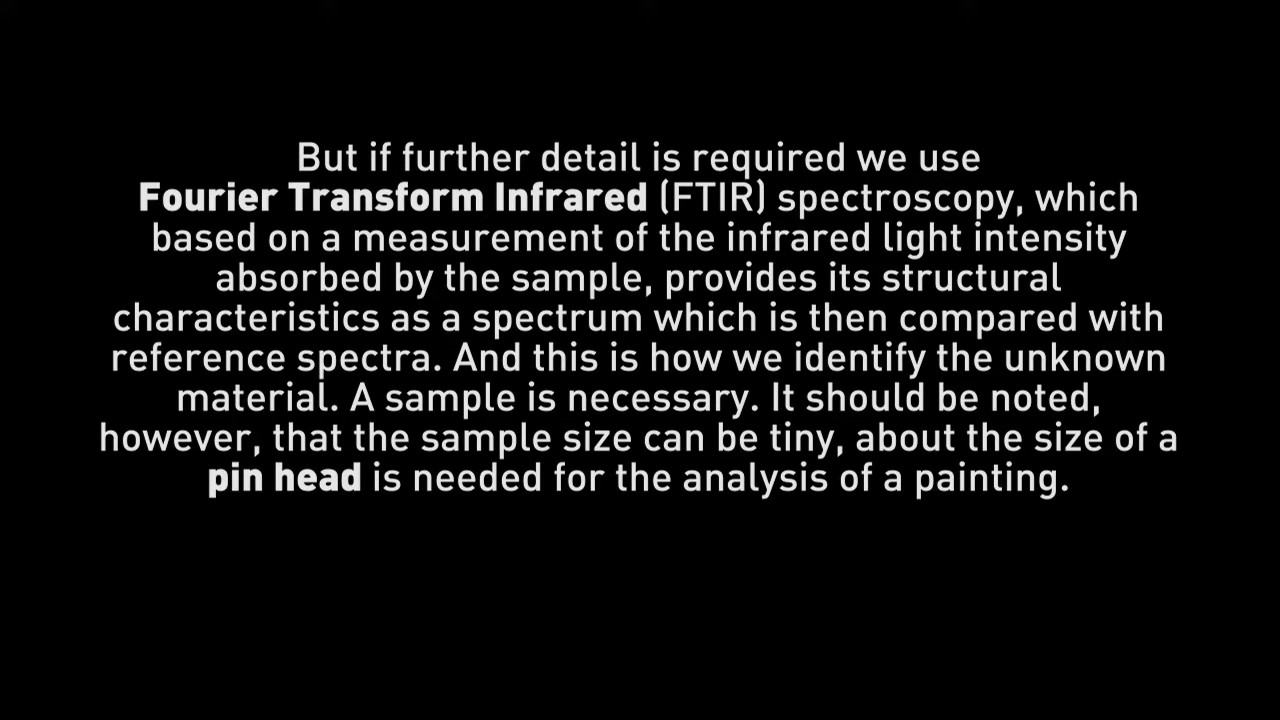 But if further detail is required we use
Fourier Transform Infrared (FTIR) spectroscopy, which
based on a measurement of the infrared light intensity
absorbed by the sample, provides its structural
characteristics as a spectrum which is then compared with
reference spectra. And this is how we identify the unknown
material. A sample is necessary. It should be noted,
however, that the sample size can be tiny, about the size of a
pin head is needed for the analysis of a painting.